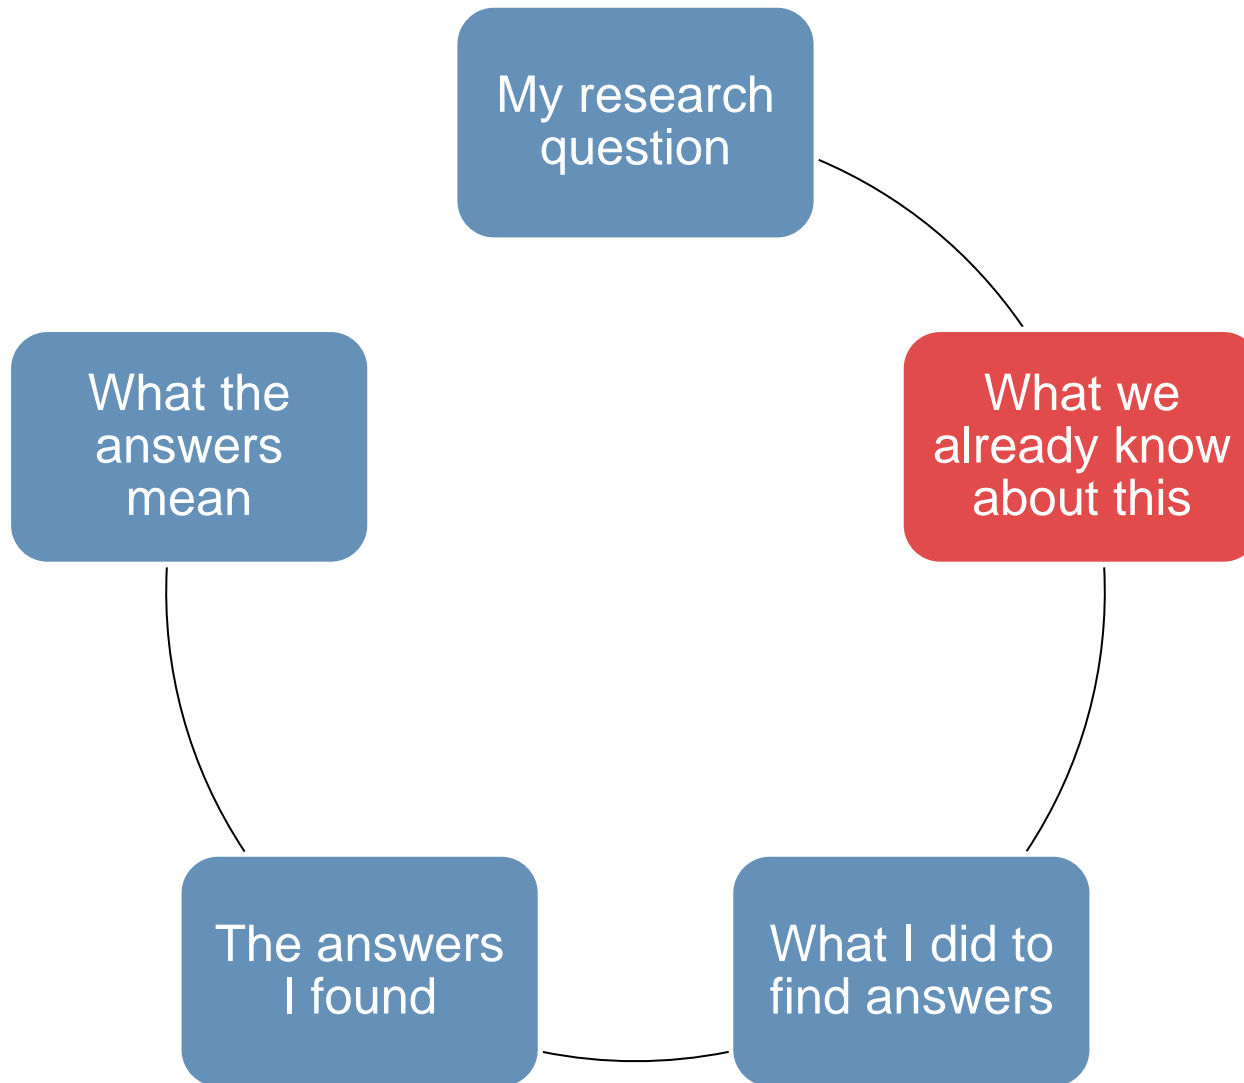 My research
question
What we
already know
about this
What I did to
find answers
The answers
I found
What the
answers
mean